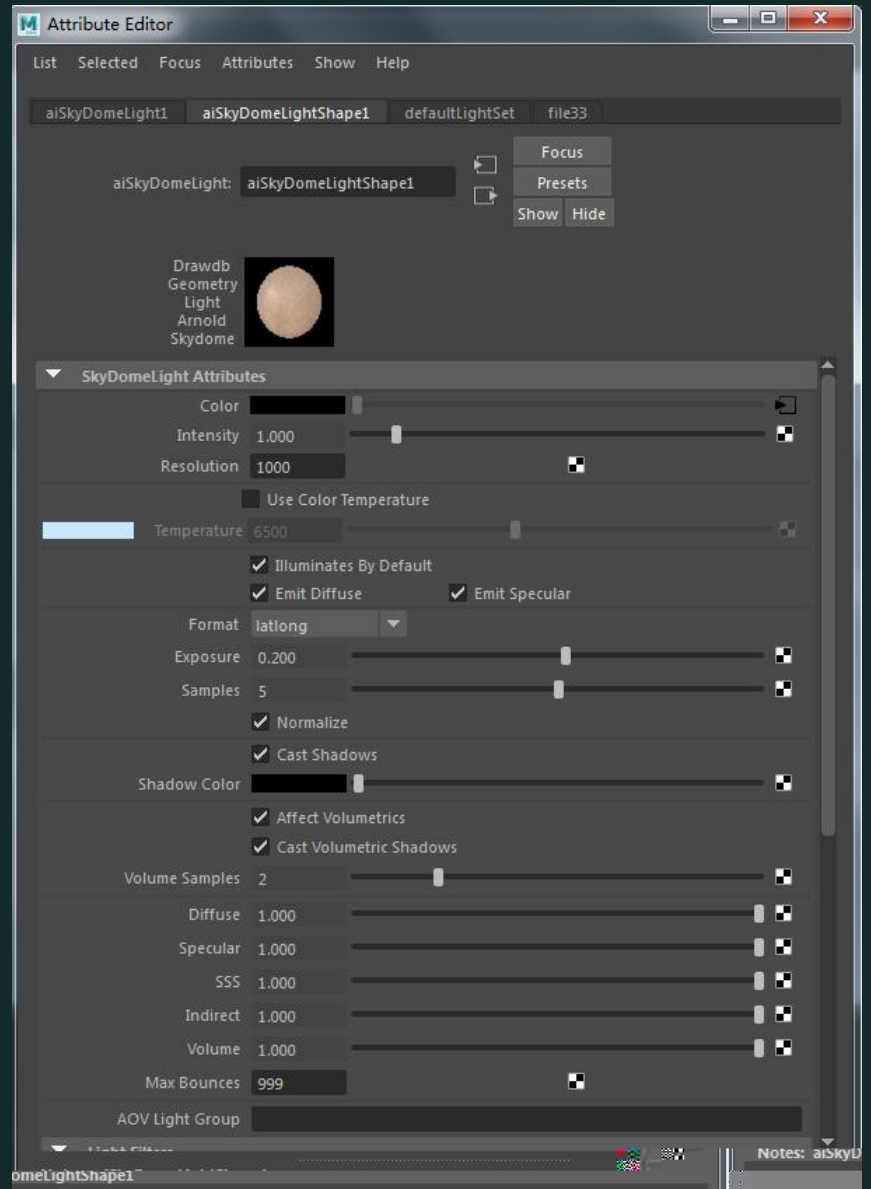 Attribute Editor
List Selected Focus Attributes Show Help
aiSkyDomeLight1 aiSkyDomeLightShape1 defaultLightSet file33
Focus
aiSkyDomeLight: aiSkyDomeLightShape1 Presets
Show Hide
Drawdb
Geometry
Light
Arnold
Skydome
SkyDomeLight Attributes
Color
Intensity 1.000
Resolution 1000
Use Color Temperature
Temperature 6500
Illuminates By Default
Emit Diffuse Emit Specular
Format latlong
Exposure 0.200
Samples 5
Normalize
Cast Shadows
Shadow Color
Affect Volumetrics
Cast Volumetric Shadows
Volume Samples 2
Diffuse 1.000
Specular 1.000
SSS 1.000
Indirect 1.000
Volume 1.000
Max Bounces 999
AOV Light Group
Light Filters
Notes: aiSkyD
omeLightShape1